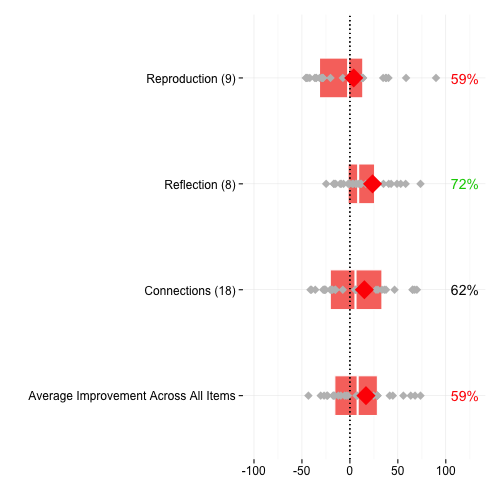 Reproduction (9)
59%
Reflection (8)
72%
Connections (18)
62%
Average Improvement Across All Items
59%
-100 -50 0 50 100